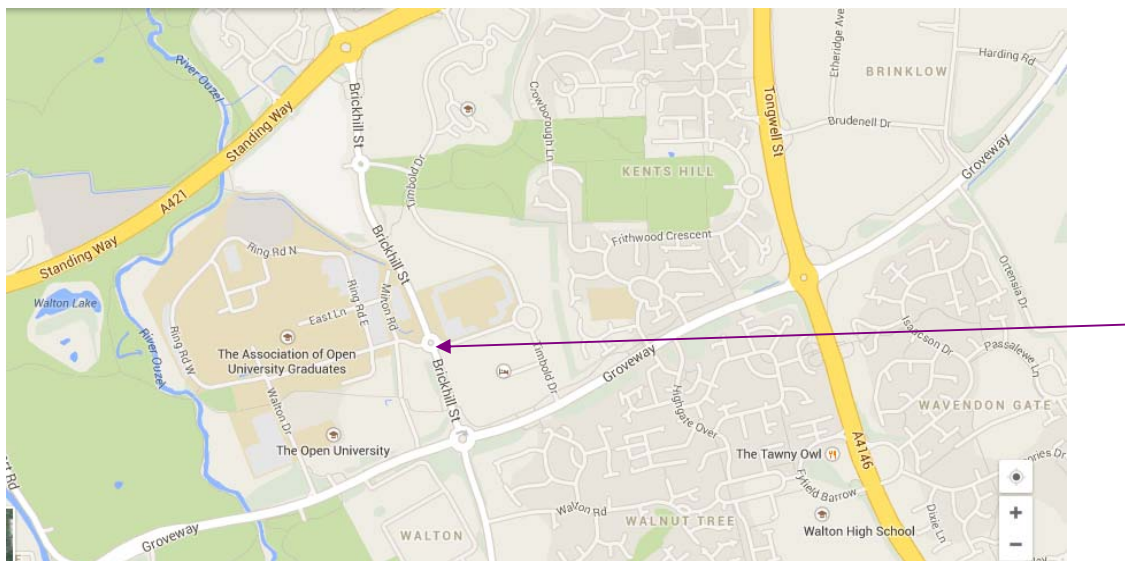 River Ouzel
Standing Way
A421
Standing Way
Walton Lake
River Ouzel
Brickhill St
Brickhill St
Brickhill St
Timbold Dr
Timbold Dr
Crowborough Ln
KENTS HILL
Frithwood Crescent
Tongwell St
Etheridge Ave
BRINKLOW
Harding Rd
Brudenell Dr
Groveway
Ortensia Dr
Isaacson Dr
Passalewe Ln
WAVENDON GATE
Ring Rd N
Ring Rd E
Ring Rd W
East Ln
The Association of Open
University Graduates
Walton Dr
The Open University
Groveway
Highgate Over
The Tawny Owl
A4146
Fyfield Barrow
Walton High School
Dixie Ln
Walton Rd
WALNUT TREE
WALTON
Groveway
+
−